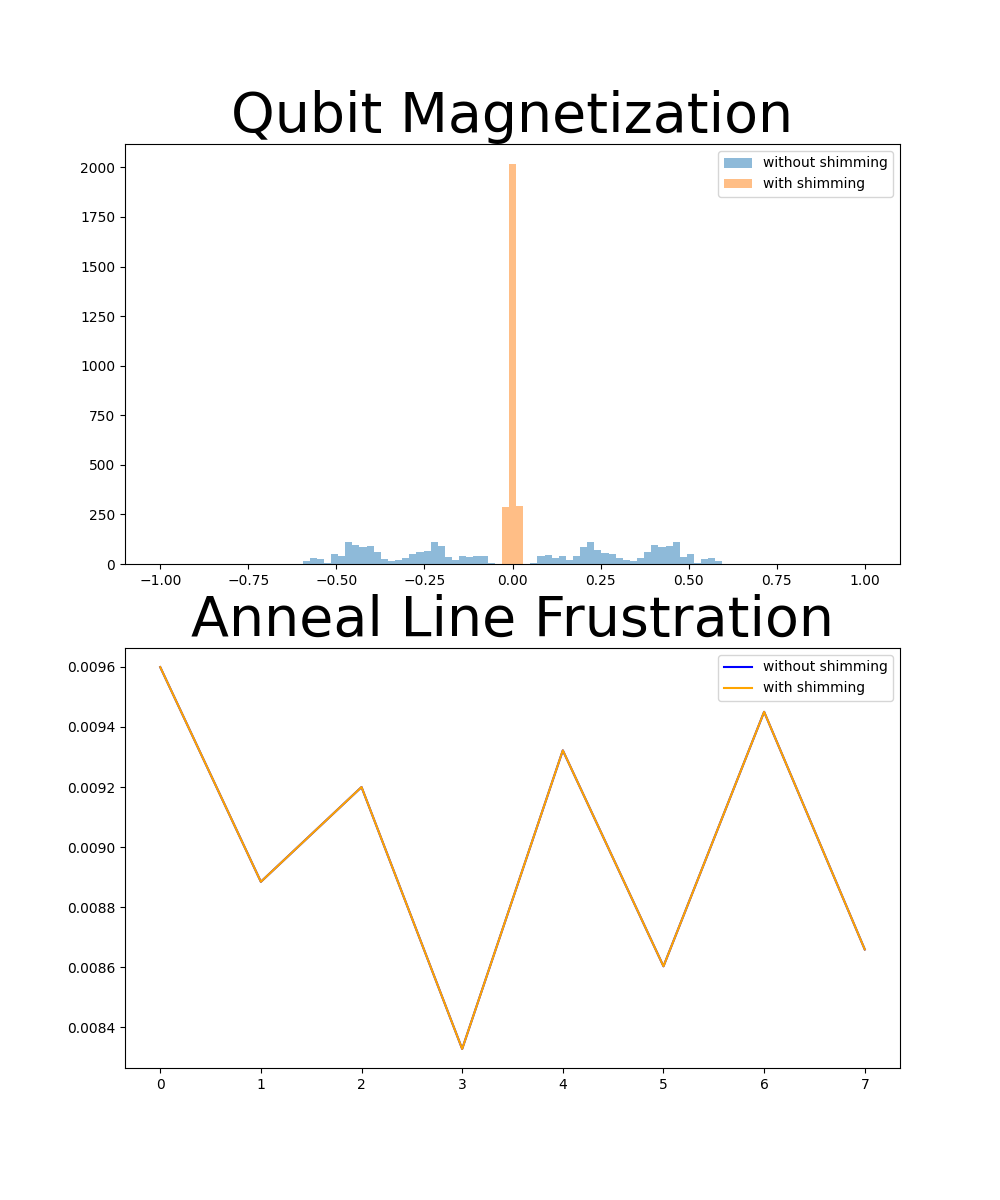 Qubit Magnetization
without shimming
with shimming
2000
1750
1500
1250
1000
750
500
250
0
−1.00 −0.75 −0.50 −0.25 0.00 0.25 0.50 0.75 1.00
Anneal Line Frustration
without shimming
with shimming
0.0096
0.0094
0.0092
0.0090
0.0088
0.0086
0.0084
0 1 2 3 4 5 6 7